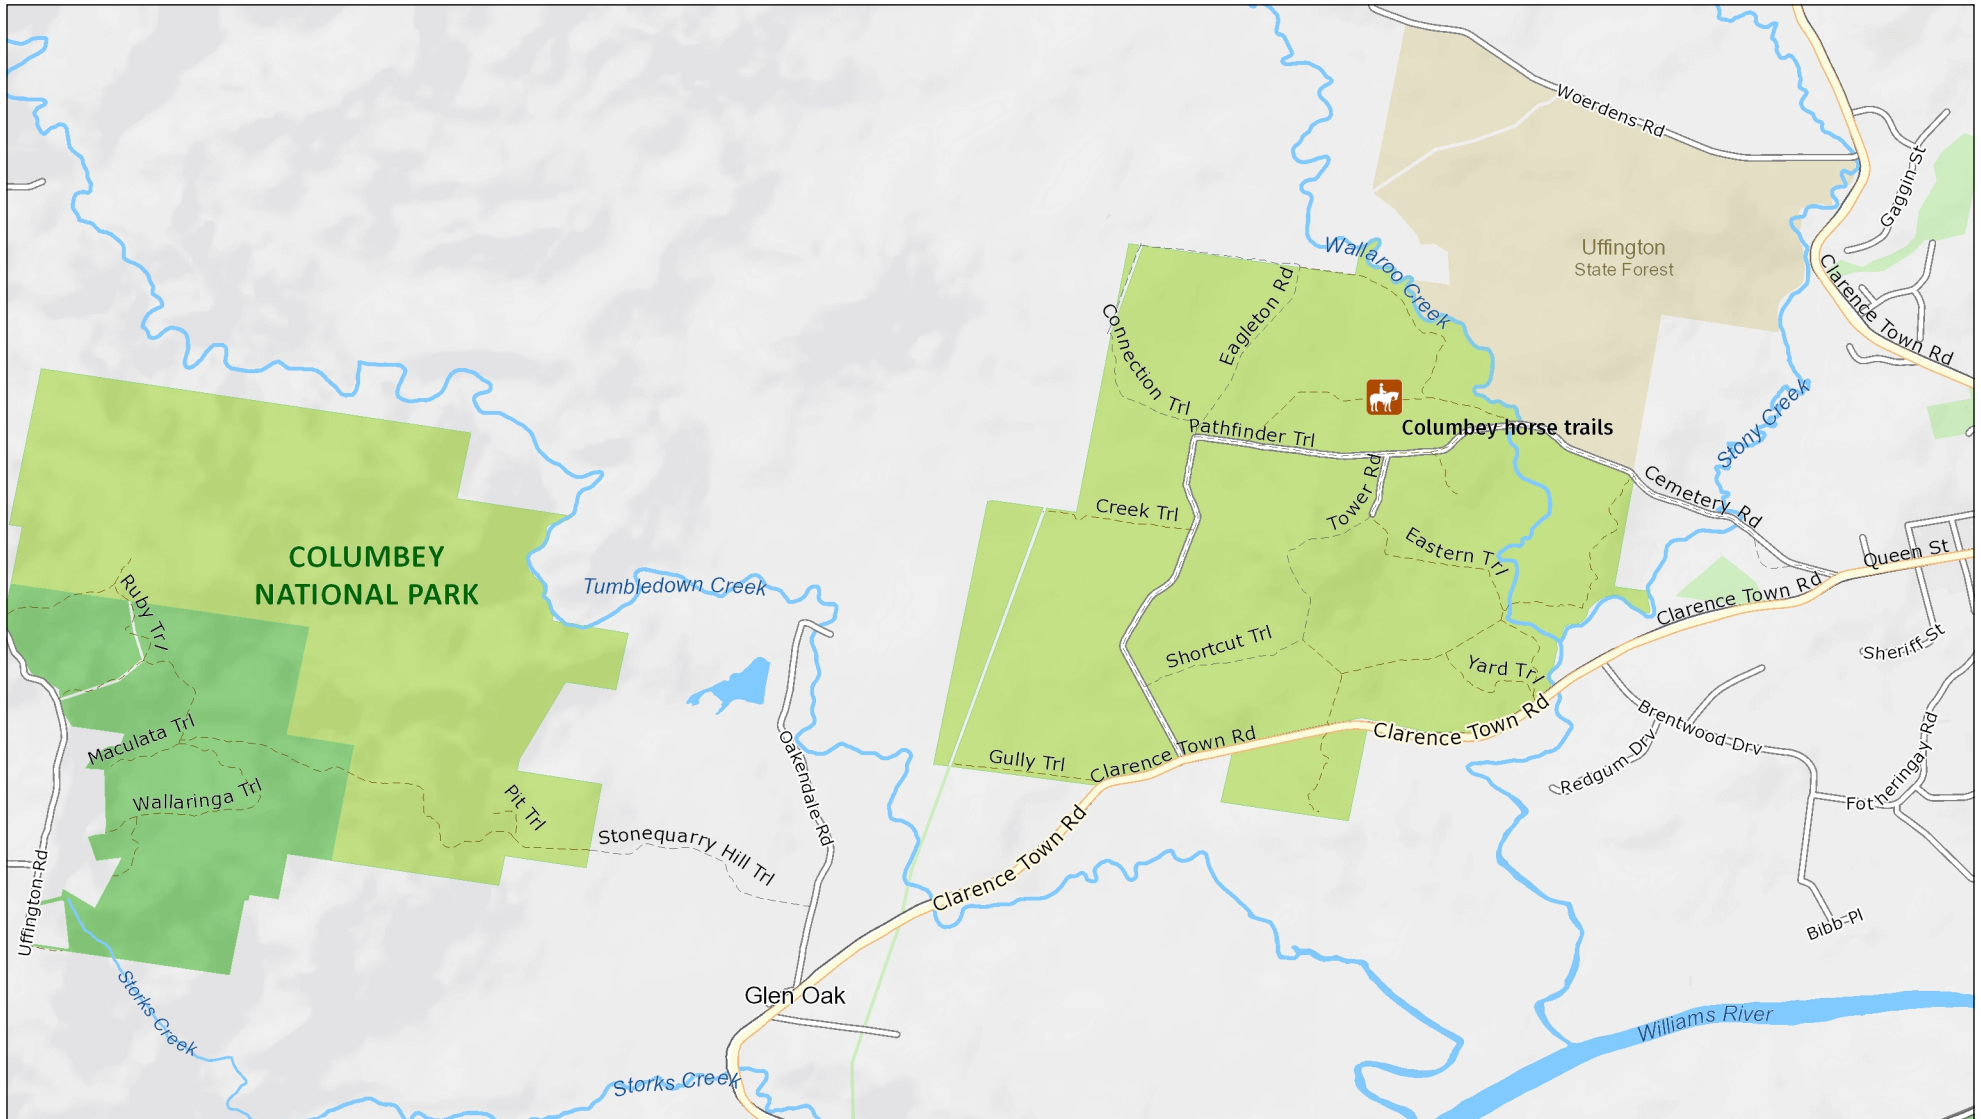 Woerdens Rd
Gaggin St
Uffington
State Forest
Wallaroo Creek
Clarence Town Rd
Connection Trl
Eagleton Rd
Stony Creek
Pathfinder Trl
Columbey horse trails
Cemetery Rd
Tower Rd
Creek Trl
Eastern Trl
Queen St
COLUMBEY
NATIONAL PARK
Tumbledown Creek
Ruby Trl
Clarence Town Rd
Sheriff St
Shortcut Trl
Yard Trl
Maculata Trl
Clarence Town Rd
Brentwood Drv
Redgum Drv
Fotheringay Rd
Gully Trl
Clarence Town Rd
Oakendale Rd
Wallaringa Trl
Pit Trl
Stonequarry Hill Trl
Clarence Town Rd
Uffington Rd
Bibb Pl
Storks Creek
Glen Oak
Williams River
Storks Creek